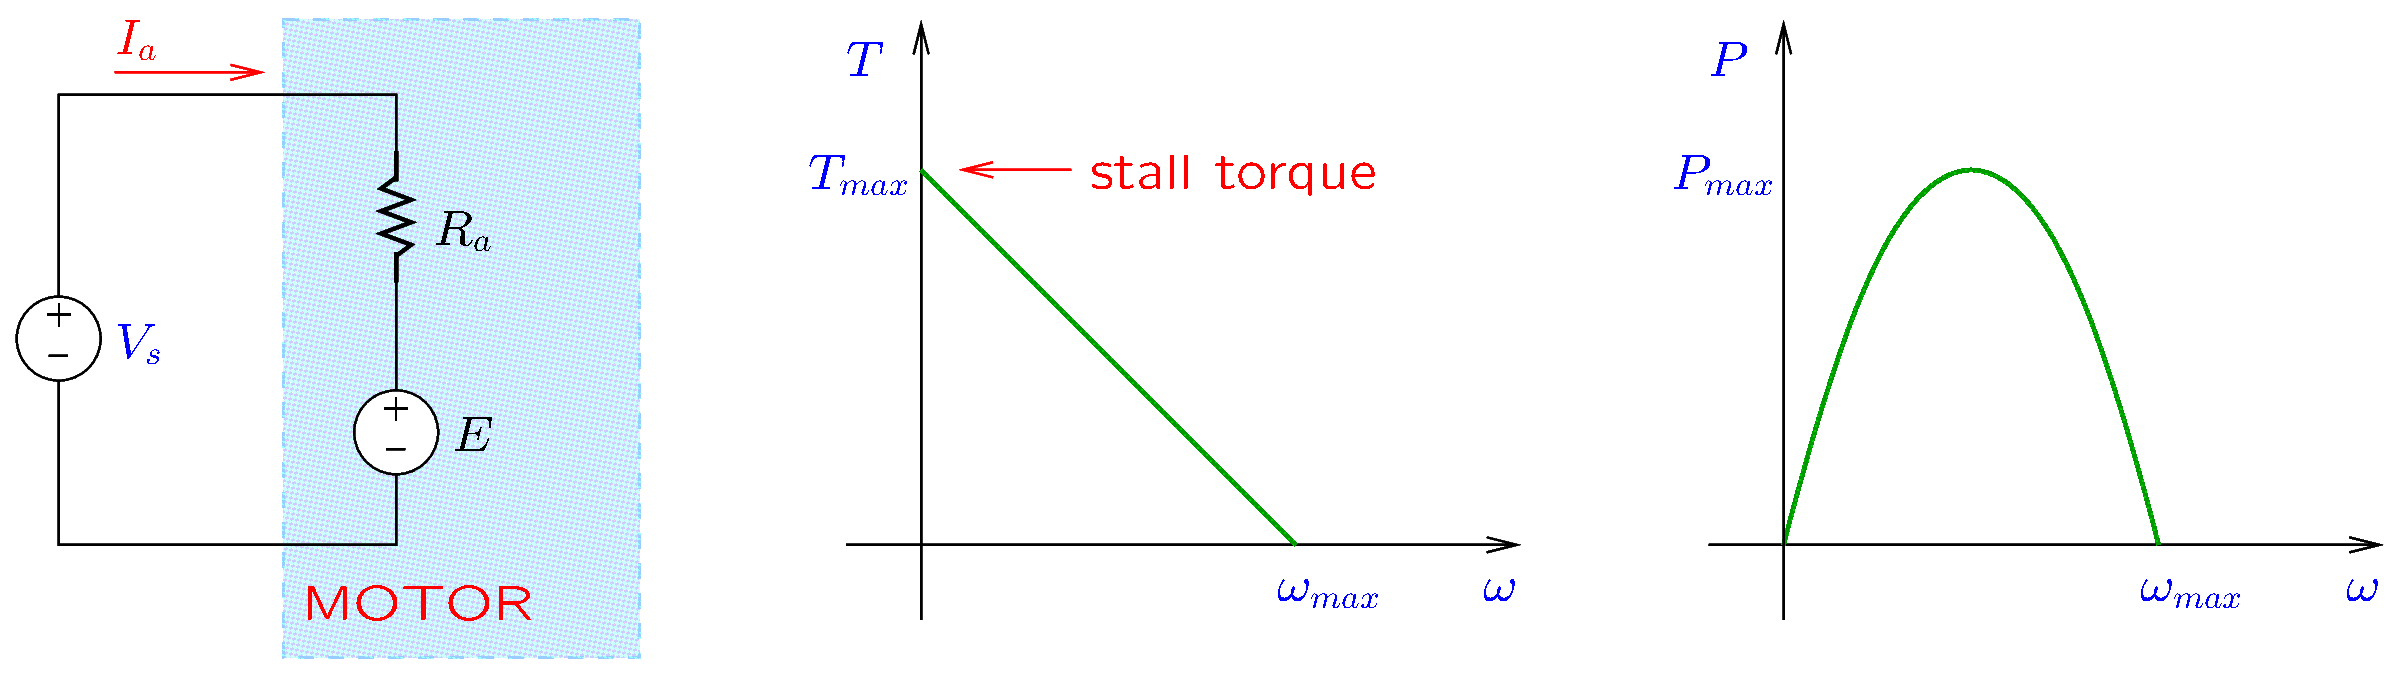 I_a
R_a
+
−
V_s
+
−
E
MOTOR
T
T_max
stall torque
ω_max
ω
P
P_max
ω_max
ω